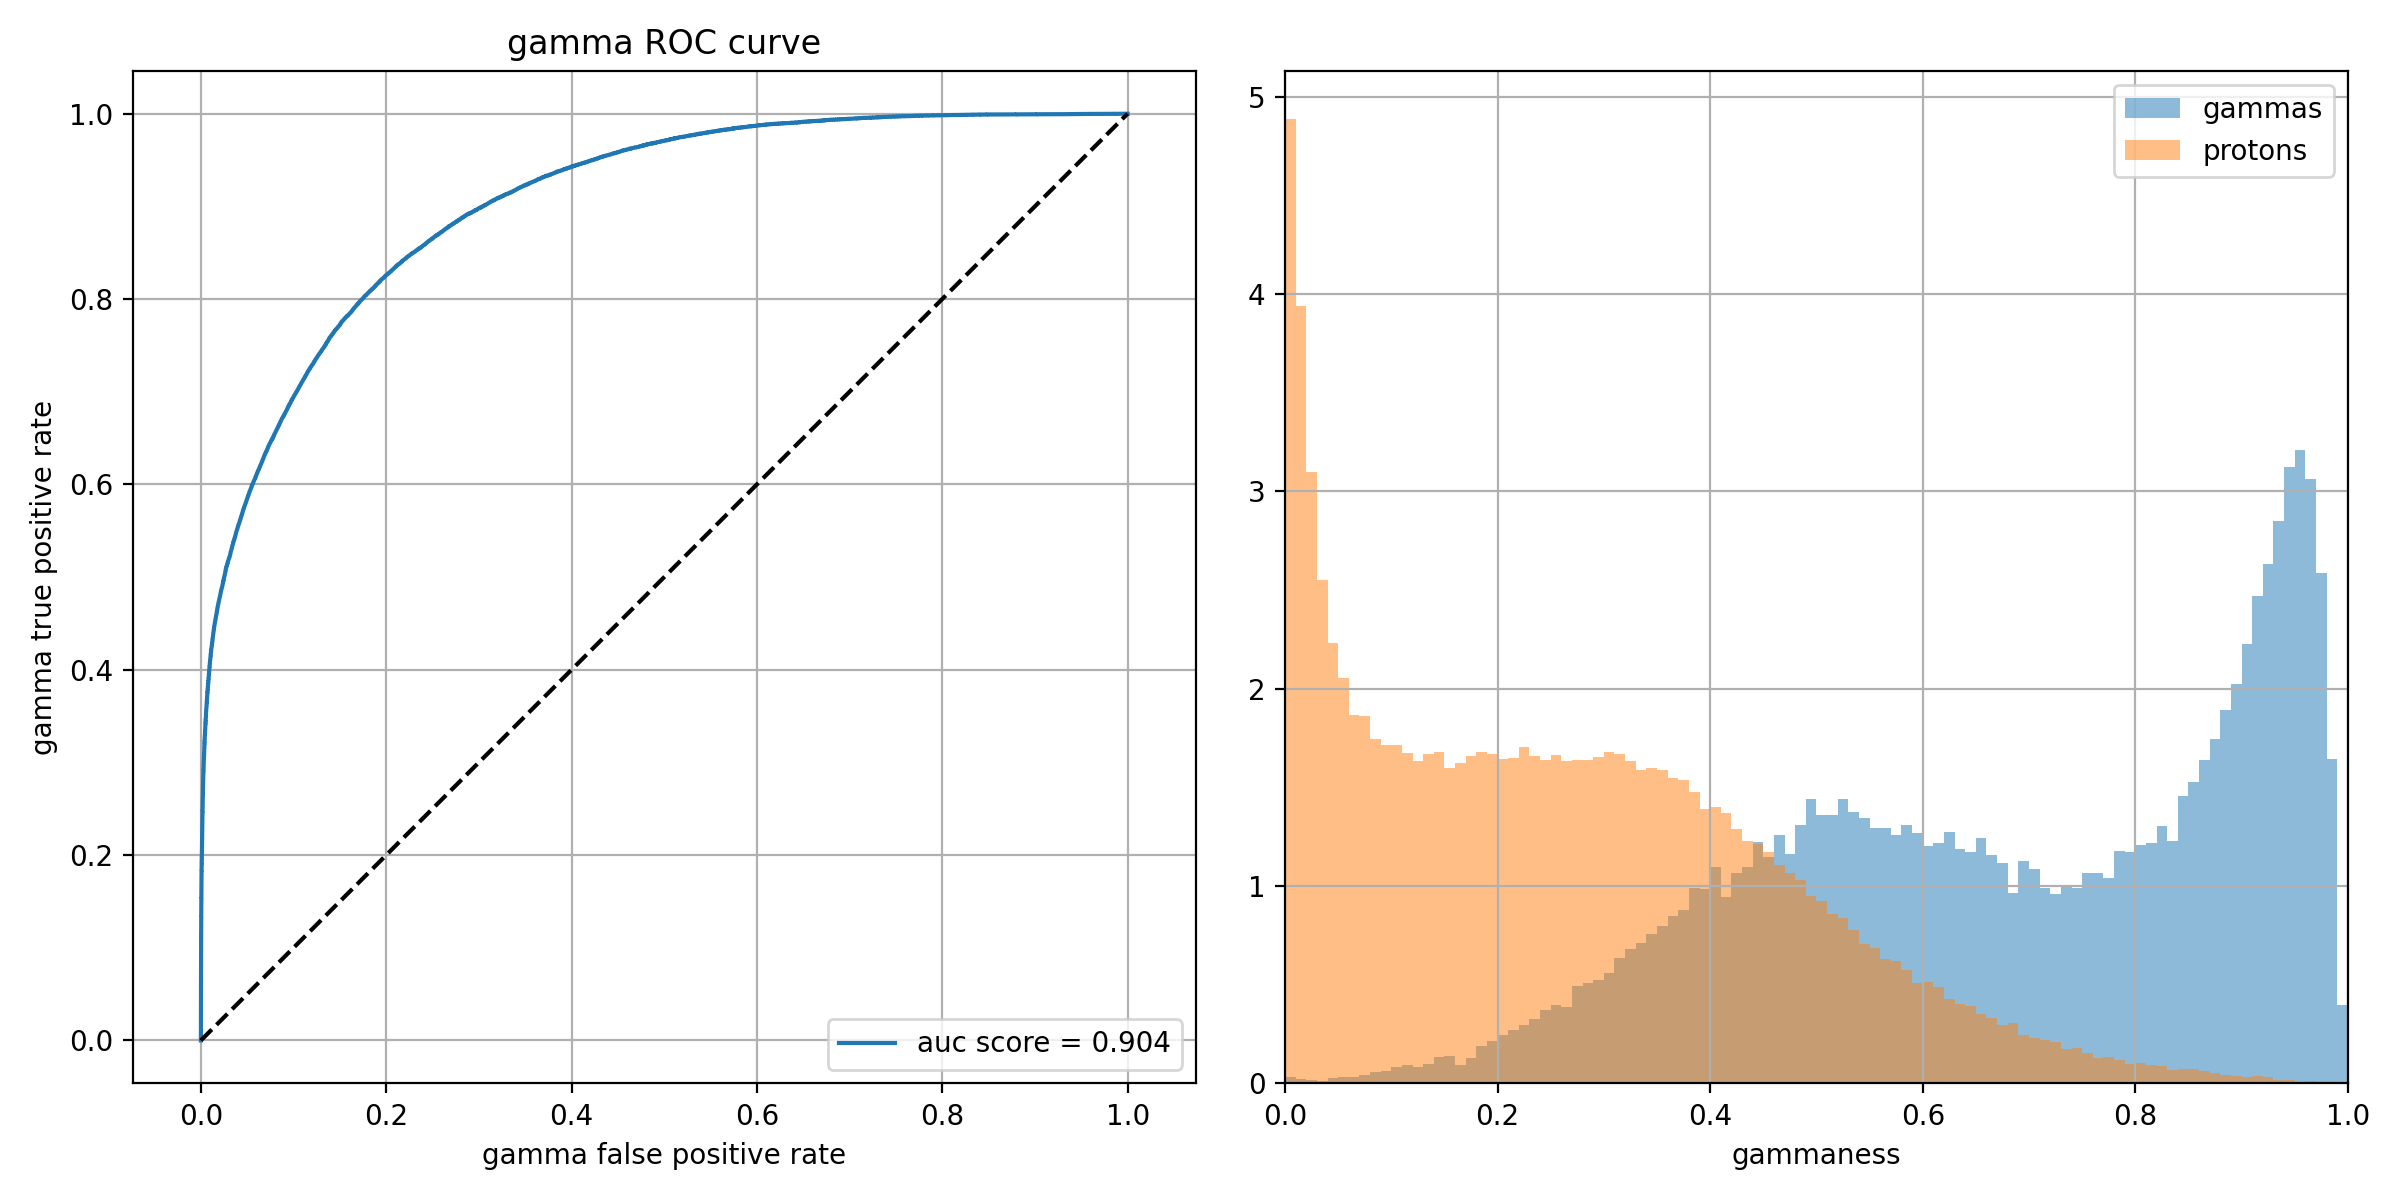 gamma ROC curve
gamma true positive rate
1.0
0.8
0.6
0.4
0.2
0.0
auc score = 0.904
0.0 0.2 0.4 0.6 0.8 1.0
gamma false positive rate
5
4
3
2
1
0
gammas
protons
0.0 0.2 0.4 0.6 0.8 1.0
gammaness